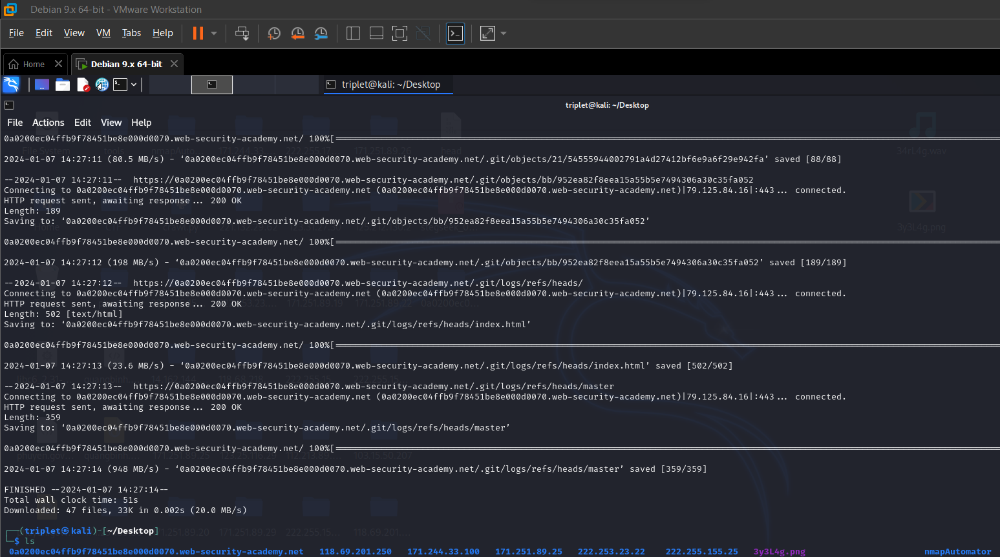 Debian 9.x 64-bit - VMware Workstation
File Edit View VM Tabs Help
Home Debian 9.x 64-bit
triplet@kali: ~/Desktop
triplet@kali: ~/Desktop
File Actions Edit View Help
0a0200ec04ffb9f78451be8e000d0070.web-security-academy.net/ 100%[
2024-01-07 14:27:11 (80.5 MB/s) - ‘0a0200ec04ffb9f78451be8e000d0070.web-security-academy.net/.git/objects/21/54555944002791a4d27412bf6e9a6f29e942fa’ saved [88/88]
--2024-01-07 14:27:11-- https://0a0200ec04ffb9f78451be8e000d0070.web-security-academy.net/.git/objects/bb/952ea82f8eea15a55b5e7494306a30c35fa052
Connecting to 0a0200ec04ffb9f78451be8e000d0070.web-security-academy.net (0a0200ec04ffb9f78451be8e000d0070.web-security-academy.net)|79.125.84.16|:443... connected.
HTTP request sent, awaiting response... 200 OK
Length: 189
Saving to: ‘0a0200ec04ffb9f78451be8e000d0070.web-security-academy.net/.git/objects/bb/952ea82f8eea15a55b5e7494306a30c35fa052’
0a0200ec04ffb9f78451be8e000d0070.web-security-academy.net/ 100%[
2024-01-07 14:27:12 (198 MB/s) - ‘0a0200ec04ffb9f78451be8e000d0070.web-security-academy.net/.git/objects/bb/952ea82f8eea15a55b5e7494306a30c35fa052’ saved [189/189]
--2024-01-07 14:27:12-- https://0a0200ec04ffb9f78451be8e000d0070.web-security-academy.net/.git/logs/refs/heads/
Connecting to 0a0200ec04ffb9f78451be8e000d0070.web-security-academy.net (0a0200ec04ffb9f78451be8e000d0070.web-security-academy.net)|79.125.84.16|:443... connected.
HTTP request sent, awaiting response... 200 OK
Length: 502 [text/html]
Saving to: ‘0a0200ec04ffb9f78451be8e000d0070.web-security-academy.net/.git/logs/refs/heads/index.html’
0a0200ec04ffb9f78451be8e000d0070.web-security-academy.net/ 100%[
2024-01-07 14:27:13 (23.6 MB/s) - ‘0a0200ec04ffb9f78451be8e000d0070.web-security-academy.net/.git/logs/refs/heads/index.html’ saved [502/502]
--2024-01-07 14:27:13-- https://0a0200ec04ffb9f78451be8e000d0070.web-security-academy.net/.git/logs/refs/heads/master
Connecting to 0a0200ec04ffb9f78451be8e000d0070.web-security-academy.net (0a0200ec04ffb9f78451be8e000d0070.web-security-academy.net)|79.125.84.16|:443... connected.
HTTP request sent, awaiting response... 200 OK
Length: 359
Saving to: ‘0a0200ec04ffb9f78451be8e000d0070.web-security-academy.net/.git/logs/refs/heads/master’
0a0200ec04ffb9f78451be8e000d0070.web-security-academy.net/ 100%[
2024-01-07 14:27:14 (948 MB/s) - ‘0a0200ec04ffb9f78451be8e000d0070.web-security-academy.net/.git/logs/refs/heads/master’ saved [359/359]
FINISHED --2024-01-07 14:27:14--
Total wall clock time: 51s
Downloaded: 47 files, 33K in 0.002s (20.0 MB/s)
(triplet㉿kali)-[~/Desktop]
$ ls
0a0200ec04ffb9f78451be8e000d0070.web-security-academy.net 118.69.201.250 171.244.33.100 171.251.89.25 222.253.23.22 222.255.155.25 3y3L4g.png nmapAutomator
34rL4g.wav
3y3L4g.png